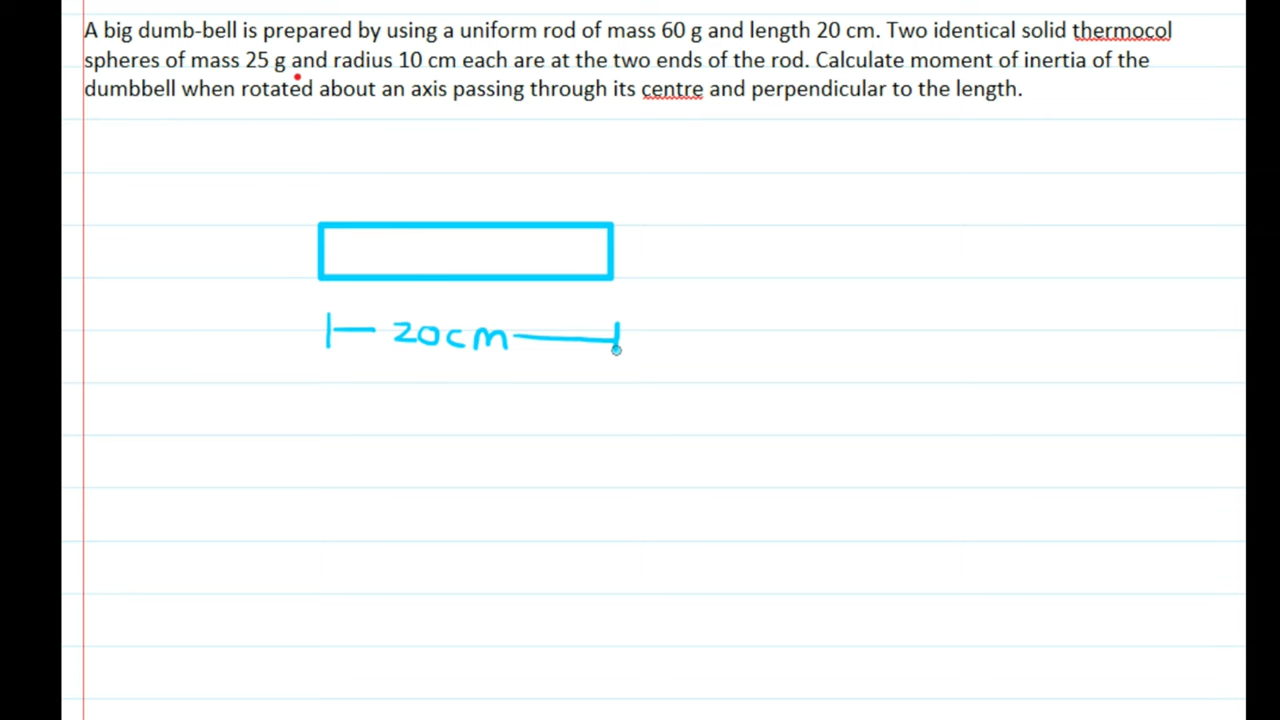 A big dumb-bell is prepared by using a uniform rod of mass 60 g and length 20 cm. Two identical solid thermocol
spheres of mass 25 g and radius 10 cm each are at the two ends of the rod. Calculate moment of inertia of the
dumbbell when rotated about an axis passing through its centre and perpendicular to the length.
20cm